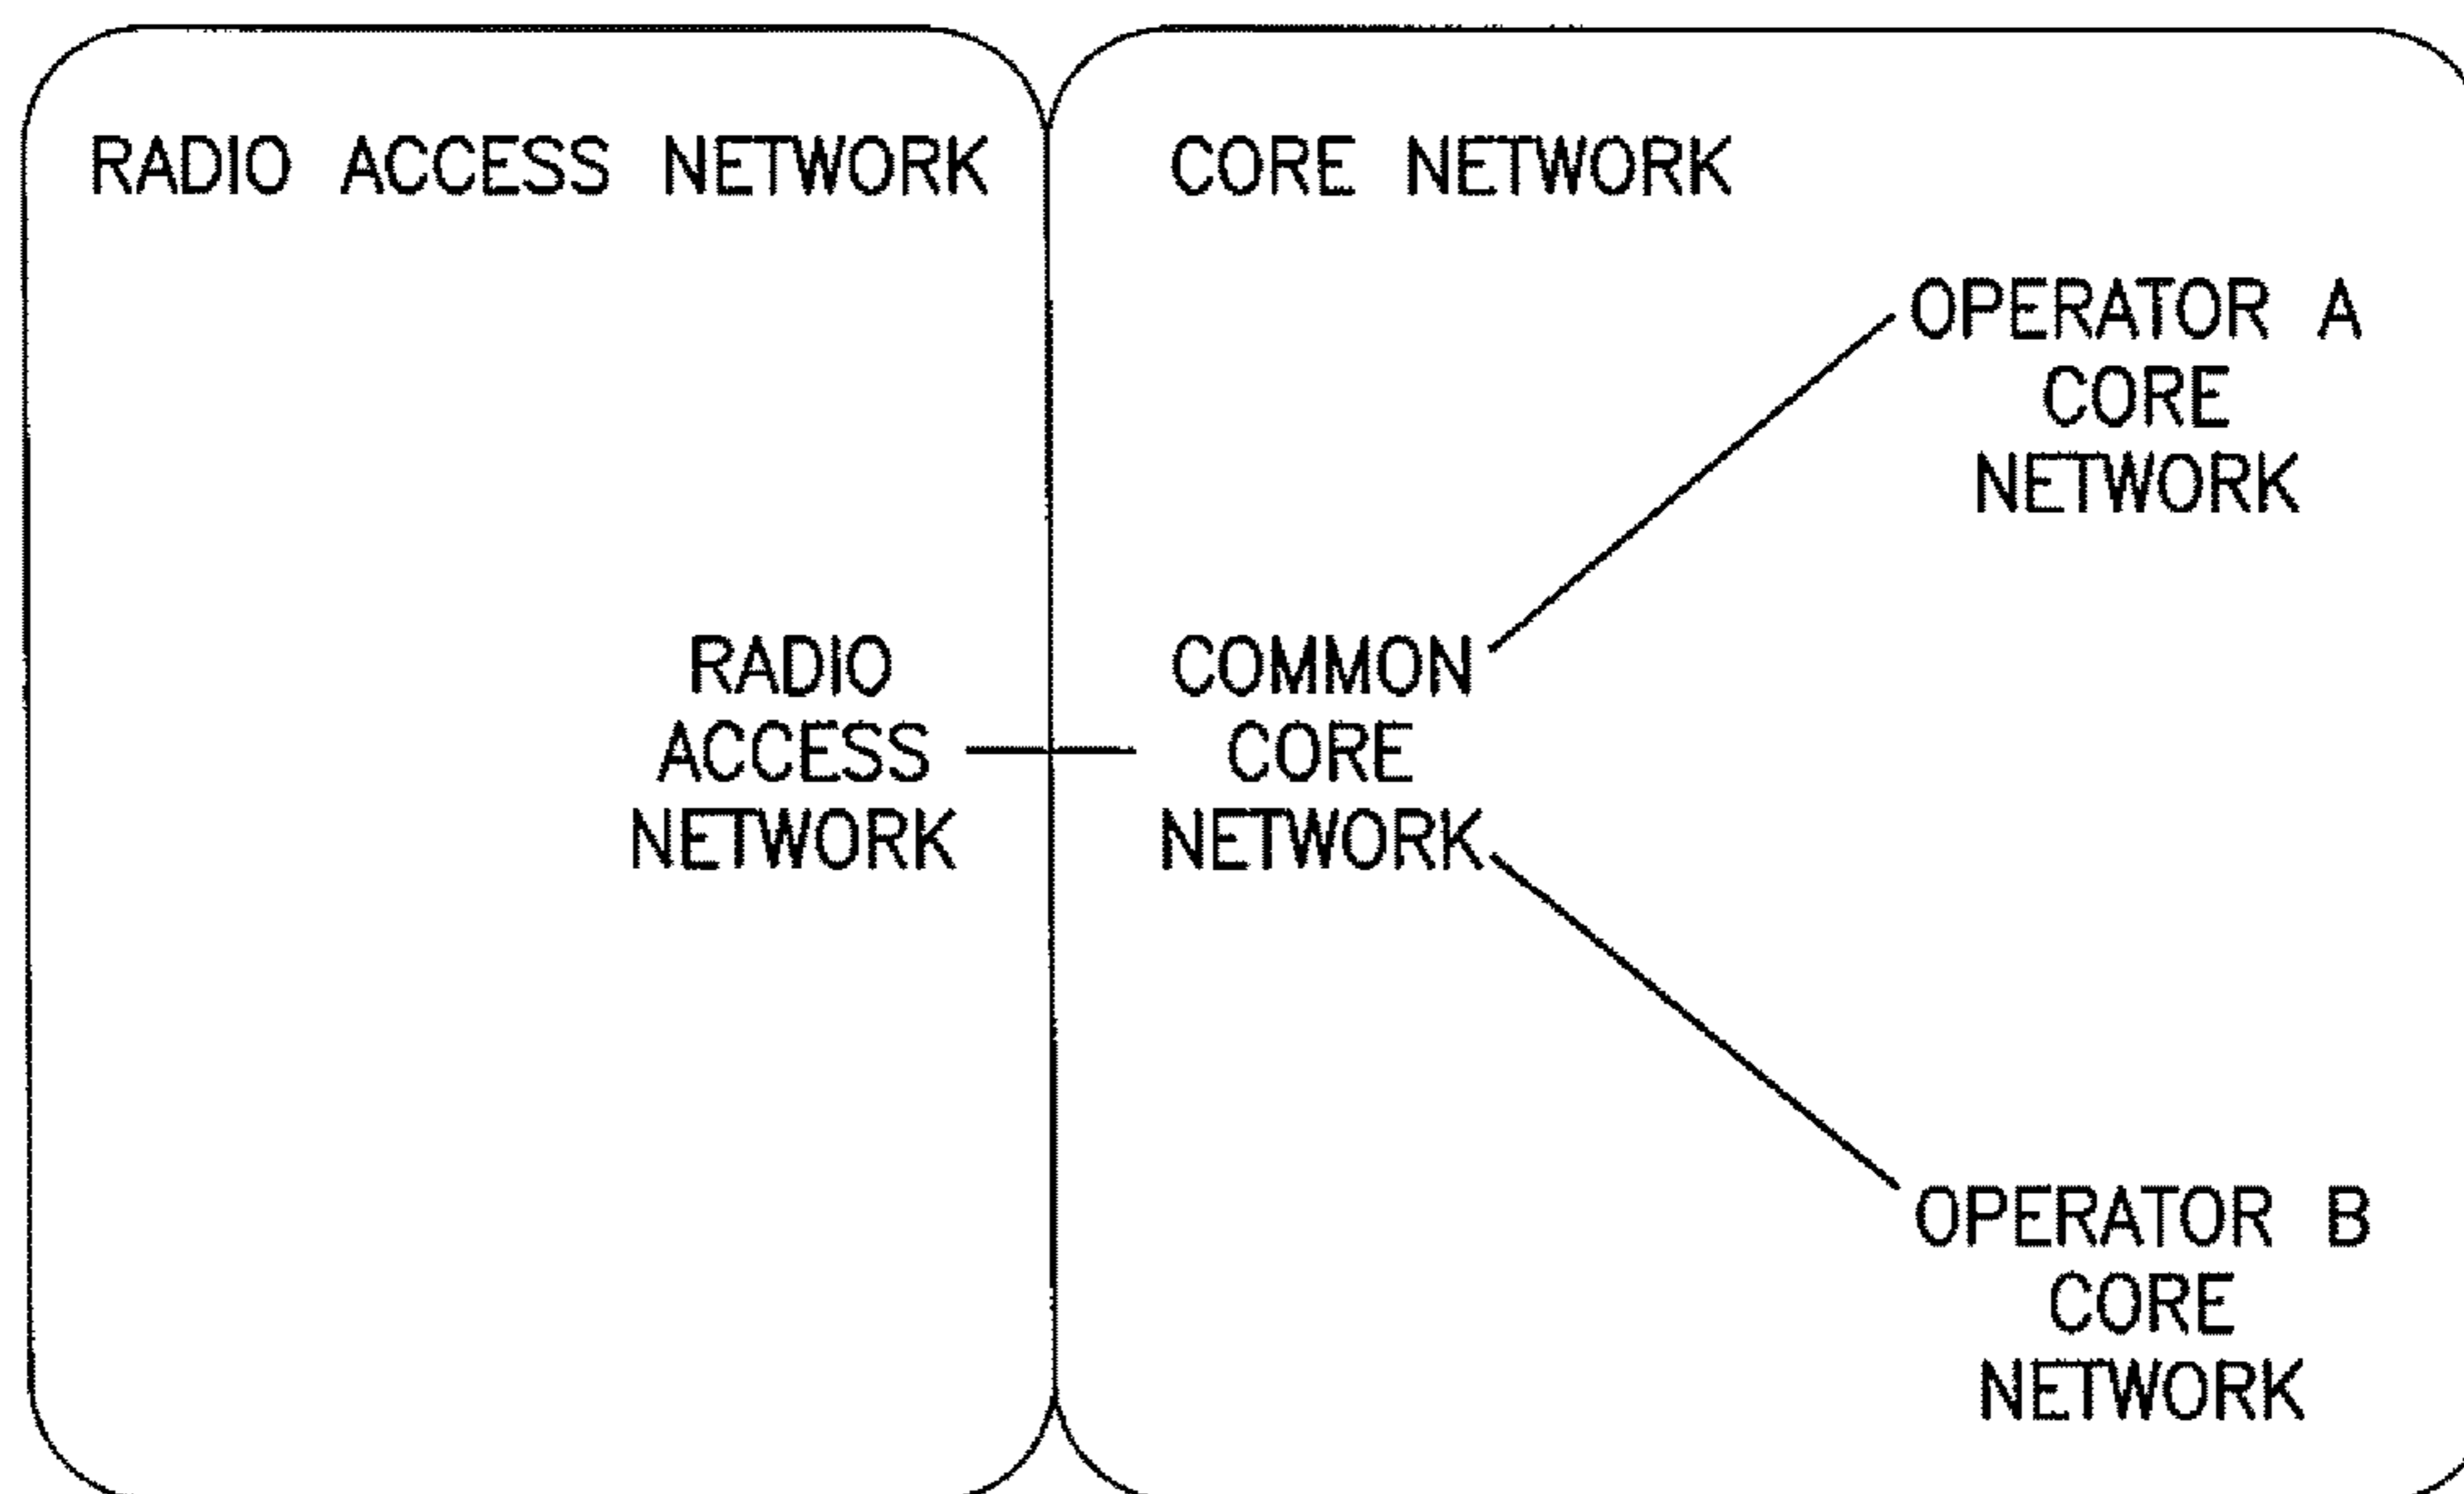 RADIO ACCESS NETWORK
CORE NETWORK
OPERATOR A
CORE
NETWORK
RADIO
ACCESS
NETWORK
COMMON
CORE
NETWORK
OPERATOR B
CORE
NETWORK